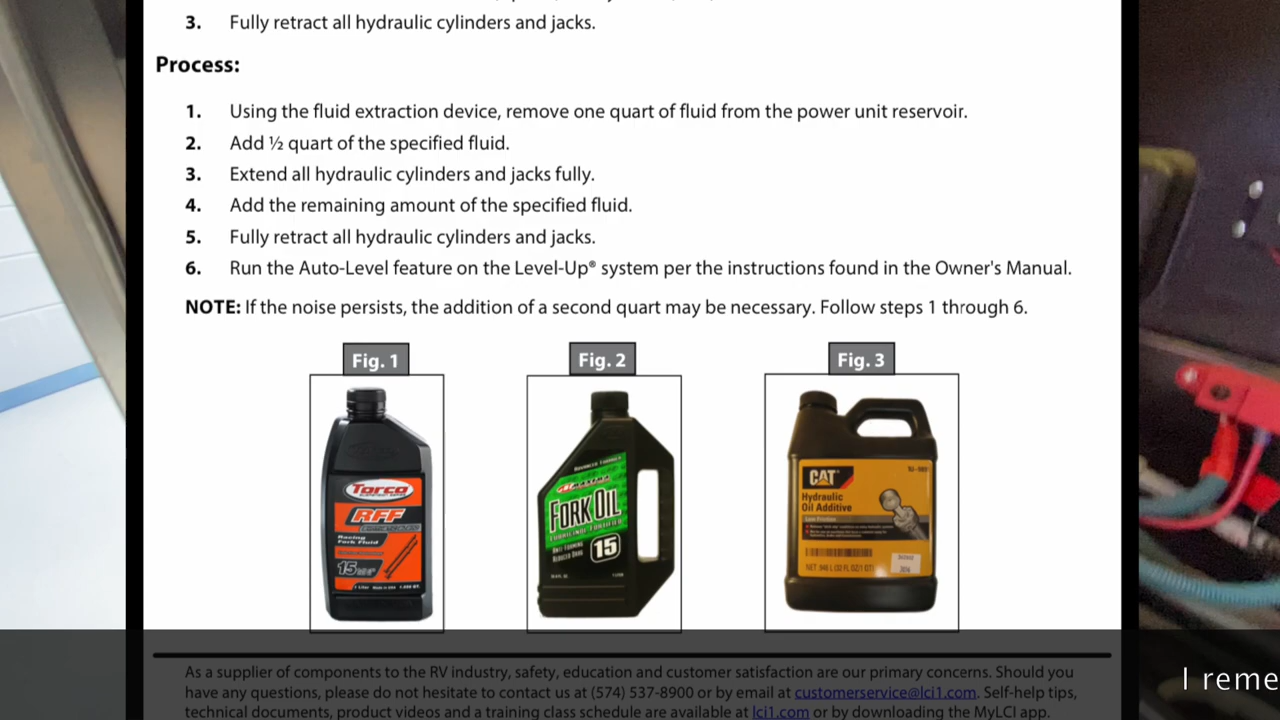 3. Fully retract all hydraulic cylinders and jacks.
Process:
1. Using the fluid extraction device, remove one quart of fluid from the power unit reservoir.
2. Add ½ quart of the specified fluid.
3. Extend all hydraulic cylinders and jacks fully.
4. Add the remaining amount of the specified fluid.
5. Fully retract all hydraulic cylinders and jacks.
6. Run the Auto-Level feature on the Level-Up® system per the instructions found in the Owner's Manual.
NOTE: If the noise persists, the addition of a second quart may be necessary. Follow steps 1 through 6.
Fig. 1
Fig. 2
Fig. 3
Torco
RFF
Racing
Fork Fluid
15
MAXIMA
FORK OIL
15
CAT
Hydraulic
Oil Additive
As a supplier of components to the RV industry, safety, education and customer satisfaction are our primary concerns. Should you
have any questions, please do not hesitate to contact us at (574) 537-8900 or by email at customerservice@lci1.com. Self-help tips,
technical documents, product videos and a training class schedule are available at lci1.com or by downloading the MyLCI app.
I reme